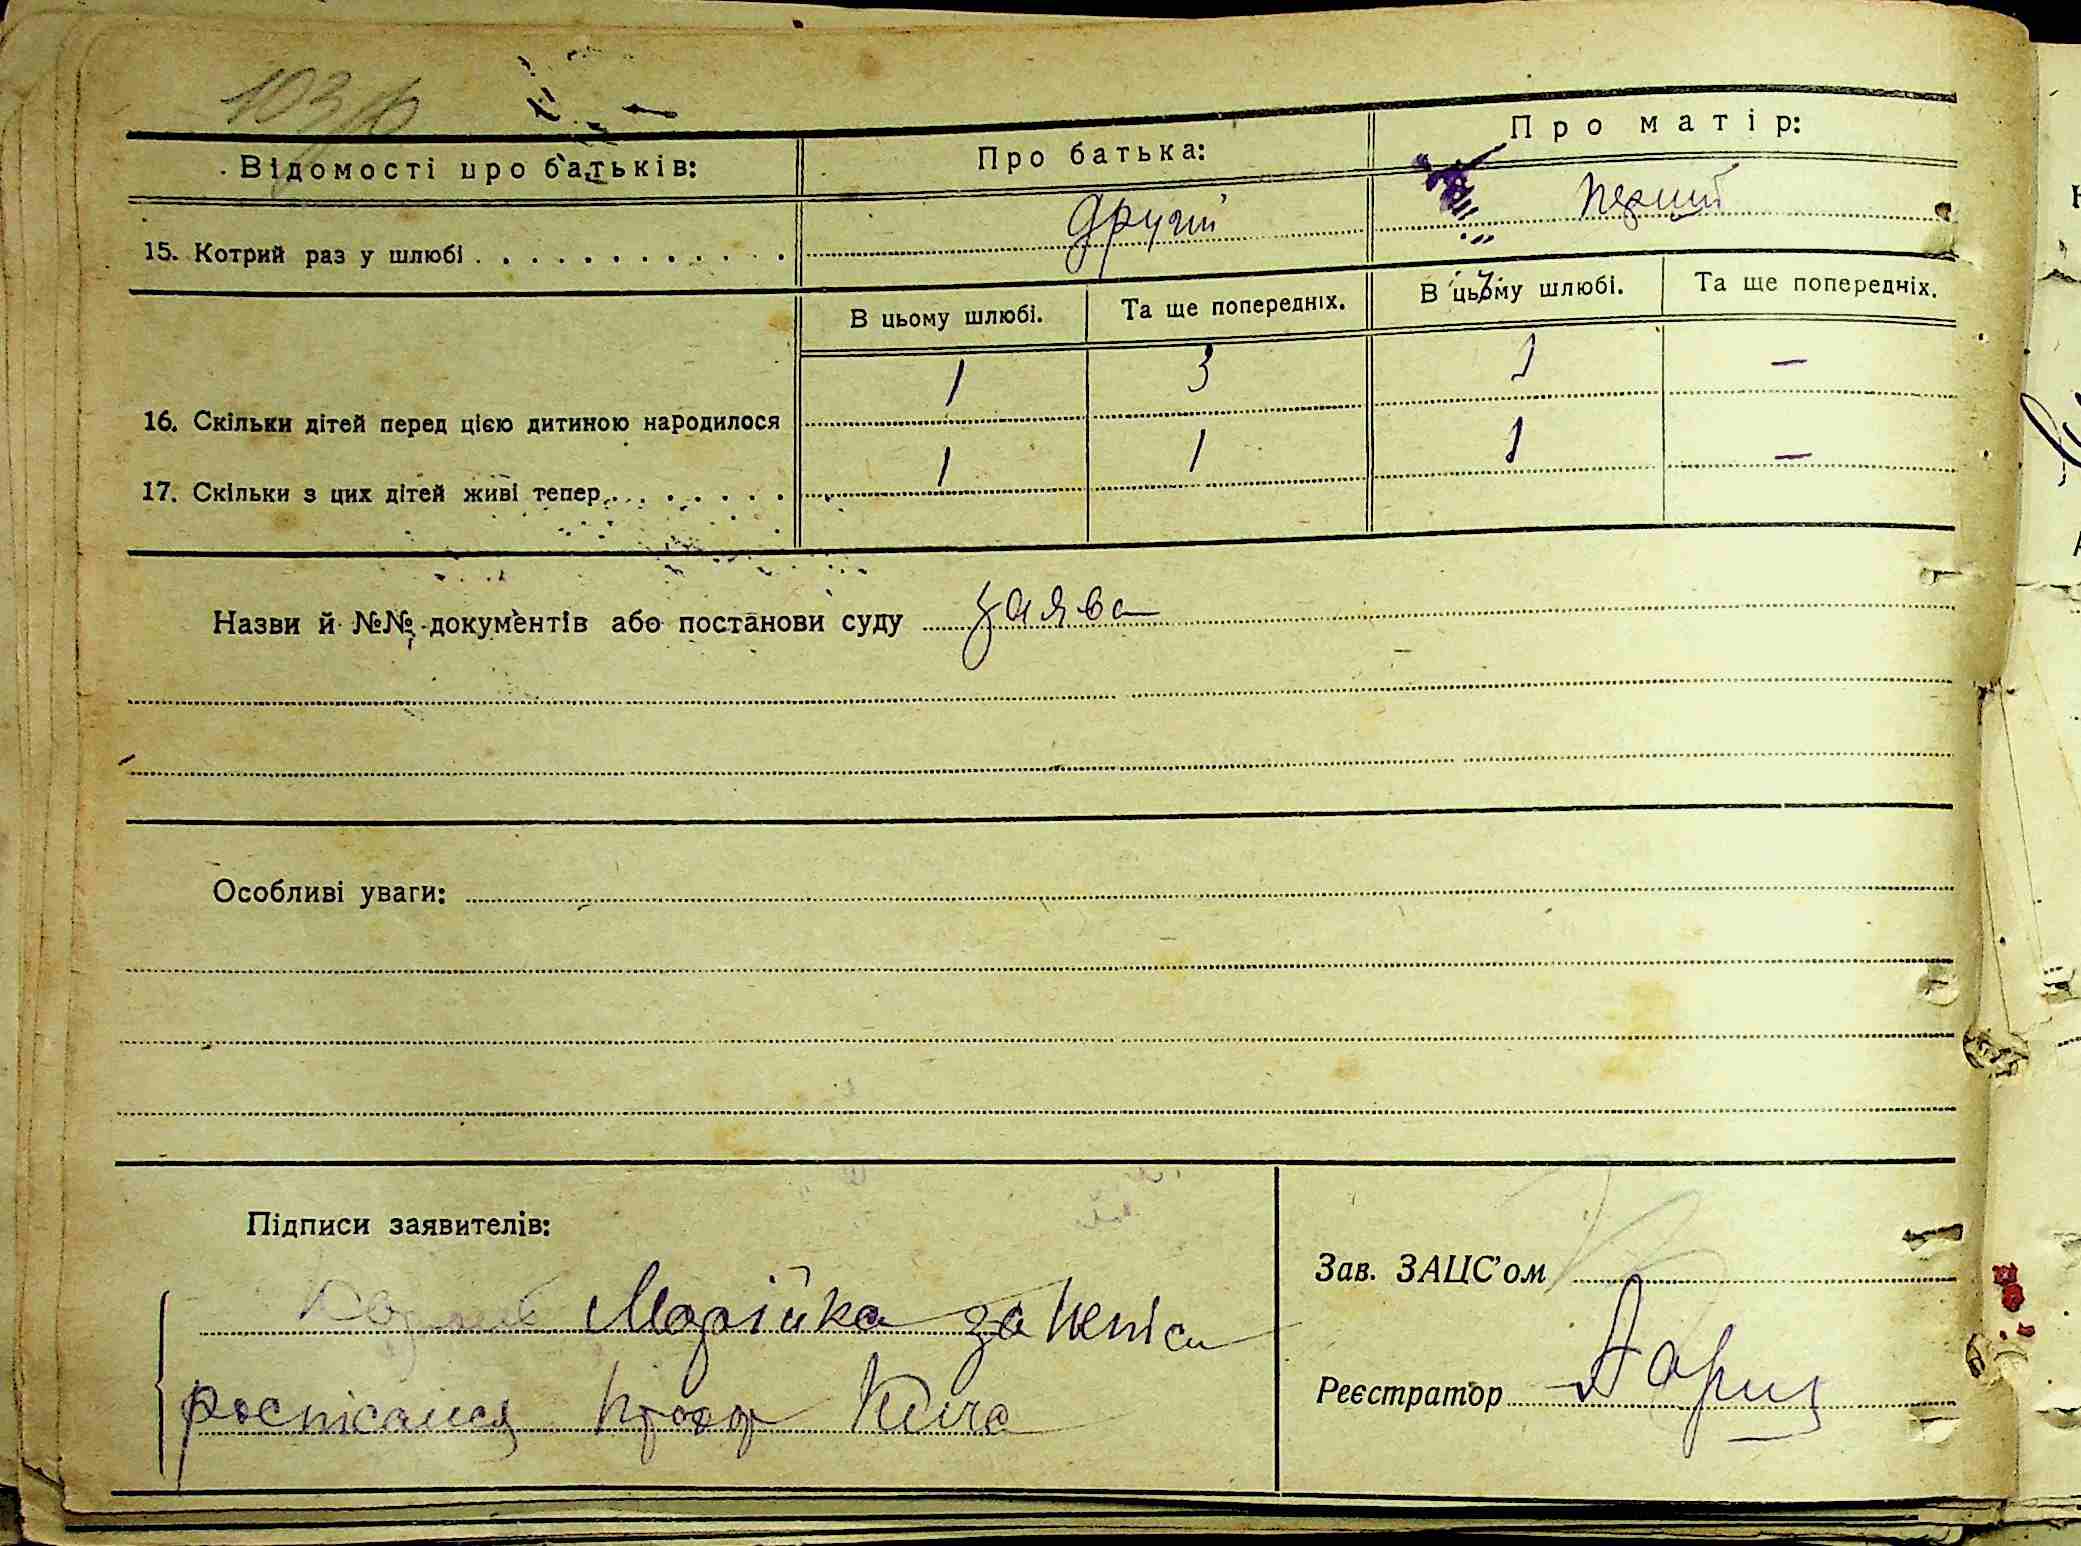 Відомості про батьків: Про батька: Про матір:
15. Котрий раз у шлюбі другий перший
В цьому шлюбі. Та ще попередніх. В цьому шлюбі. Та ще попередніх.
16. Скільки дітей перед цією дитиною народилося 1 3 1 —
17. Скільки з цих дітей живі тепер 1 1 1 —
Назви й №№ документів або постанови суду заява
Особливі уваги:
Підписи заявителів:
Зав. ЗАЦС'ом
Марійка за
Реєстратор